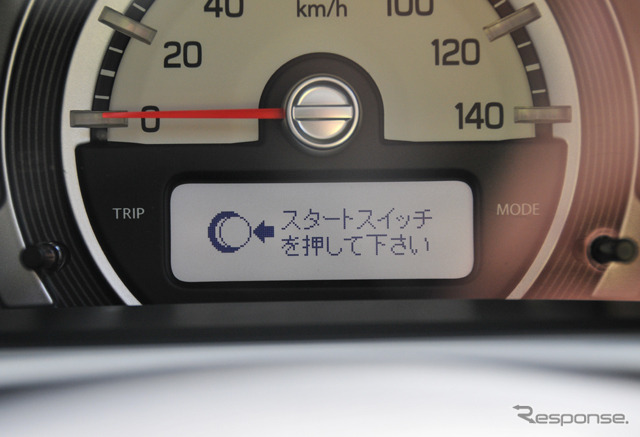 40 km/h 100
20 120
0 140
TRIP
スタートスイッチ
を押して下さい
MODE
Response.